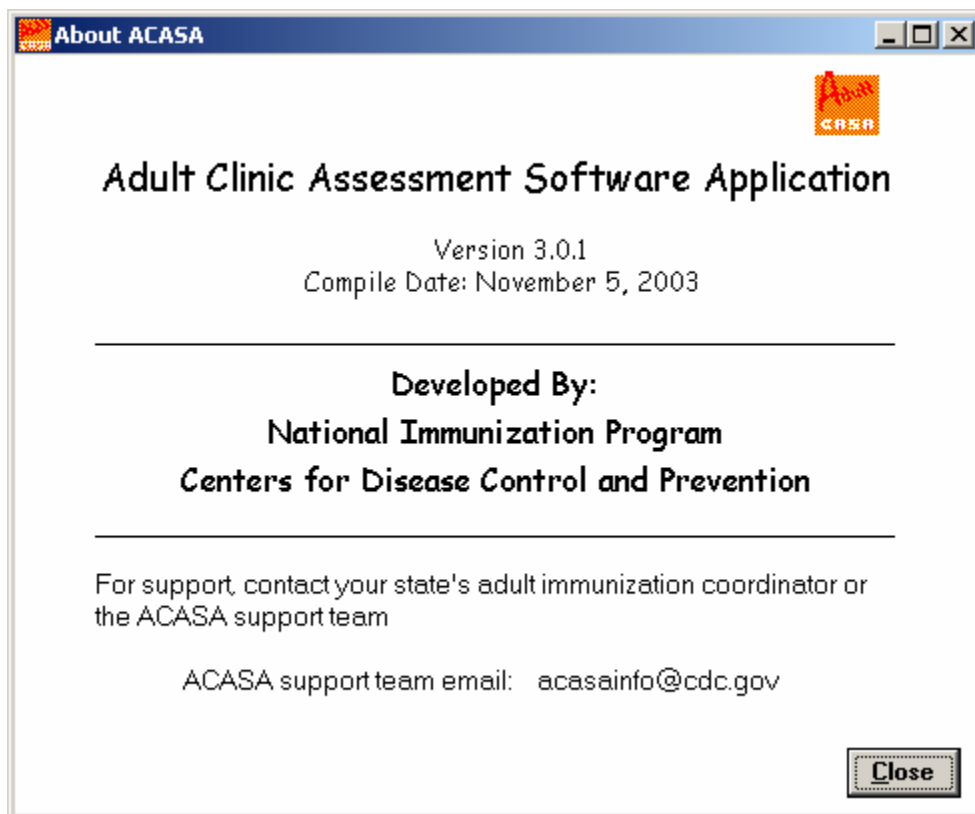 About ACASA
Adult
CASA
Adult Clinic Assessment Software Application
Version 3.0.1
Compile Date: November 5, 2003
Developed By:
National Immunization Program
Centers for Disease Control and Prevention
For support, contact your state's adult immunization coordinator or
the ACASA support team
ACASA support team email: acasainfo@cdc.gov
Close